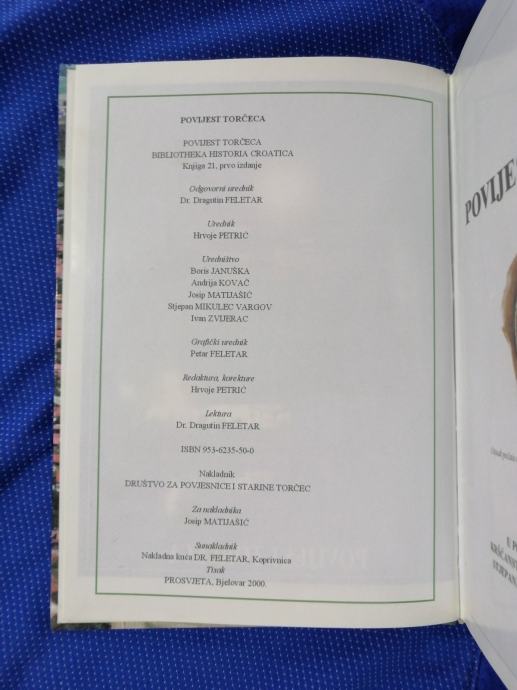 POVIJEST TORČECA
POVIJEST TORČECA
BIBLIOTHEKA HISTORIA CROATICA
Knjiga 21, prvo izdanje
Odgovorni urednik
Dr. Dragutin FELETAR
Urednik
Hrvoje PETRIĆ
Uredništvo
Boris JANUŠKA
Andrija KOVAČ
Josip MATIJAŠIĆ
Stjepan MIKULEC VARGOV
Ivan ZVIJERAC
Grafički urednik
Petar FELETAR
Redaktura, korekture
Hrvoje PETRIĆ
Lektura
Dr. Dragutin FELETAR
ISBN 953-6235-50-0
Nakladnik
DRUŠTVO ZA POVJESNICE I STARINE TORČEC
Za nakladnika
Josip MATIJAŠIĆ
Sunakladnik
Nakladna kuća DR. FELETAR, Koprivnica
Tisak
PROSVJETA, Bjelovar 2000.